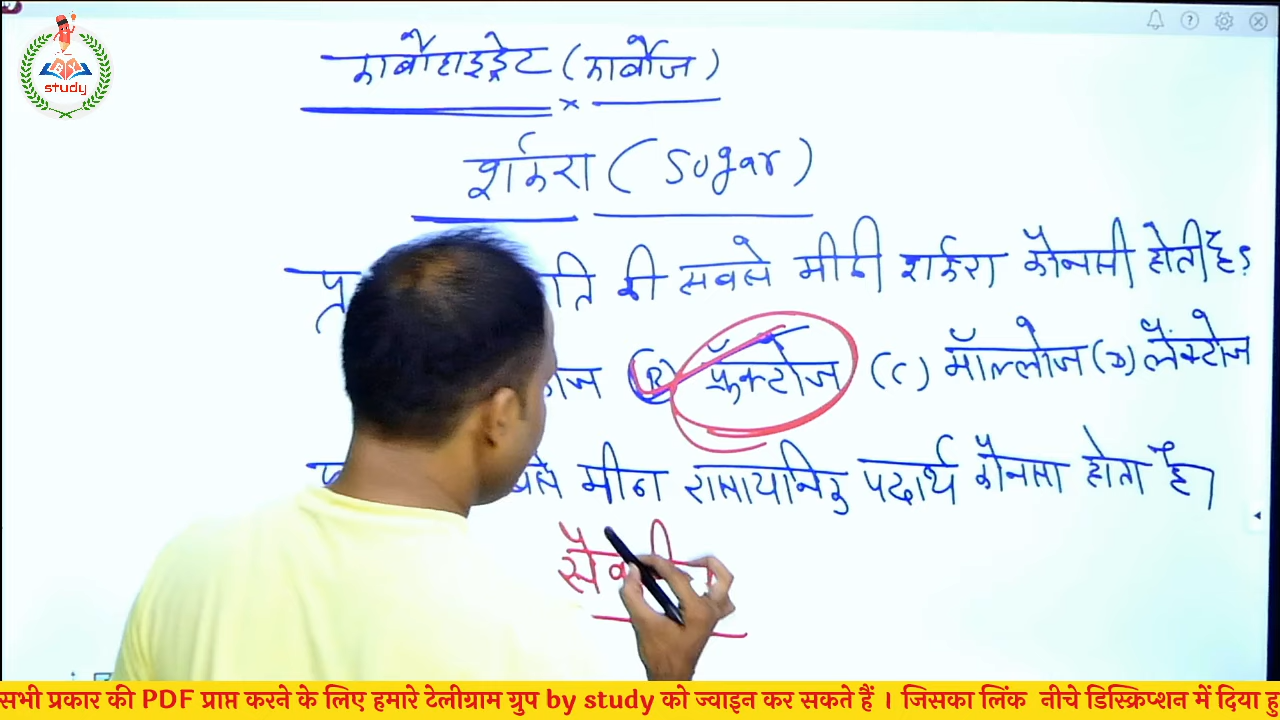 study
कार्बोहाइड्रेट (कार्बोज)
×
शर्करा (Sugar)
ति की सबसे मीठी शर्करा कौनसी होती है?
ोज (B) फ्रुक्टोज (C) मॉल्टोज (D) लैक्टोज
मीठा रासायनिक पदार्थ कौनसा होता है।
सभी प्रकार की PDF प्राप्त करने के लिए हमारे टेलीग्राम ग्रुप by study को ज्वाइन कर सकते हैं । जिसका लिंक नीचे डिस्क्रिप्शन में दिया हु